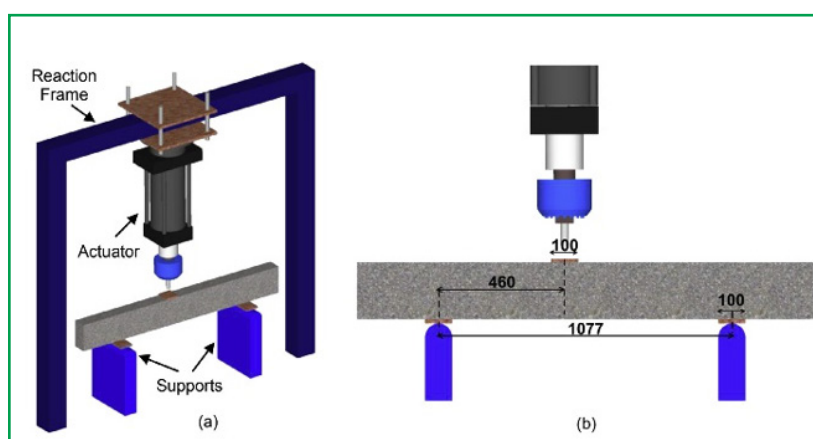 Reaction
Frame
Actuator
Supports
(a)
100
460
100
1077
(b)